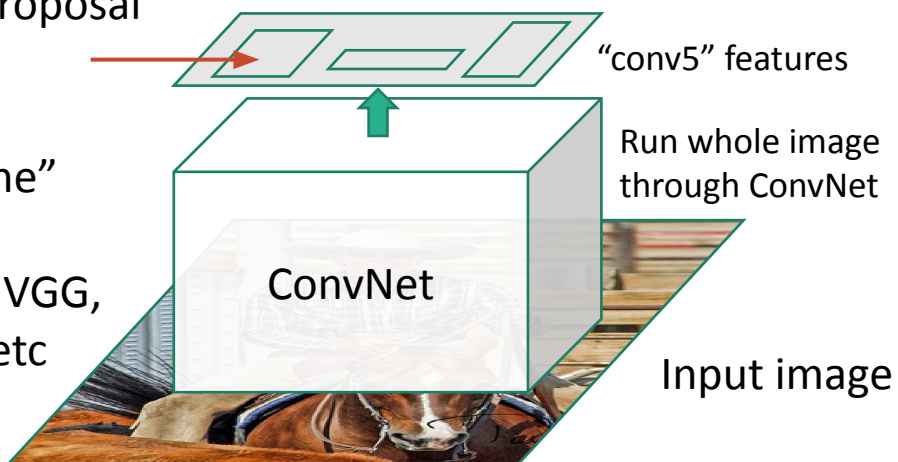 roposal
“conv5” features
Run whole image
through ConvNet
ne”
VGG,
etc
ConvNet
Input image